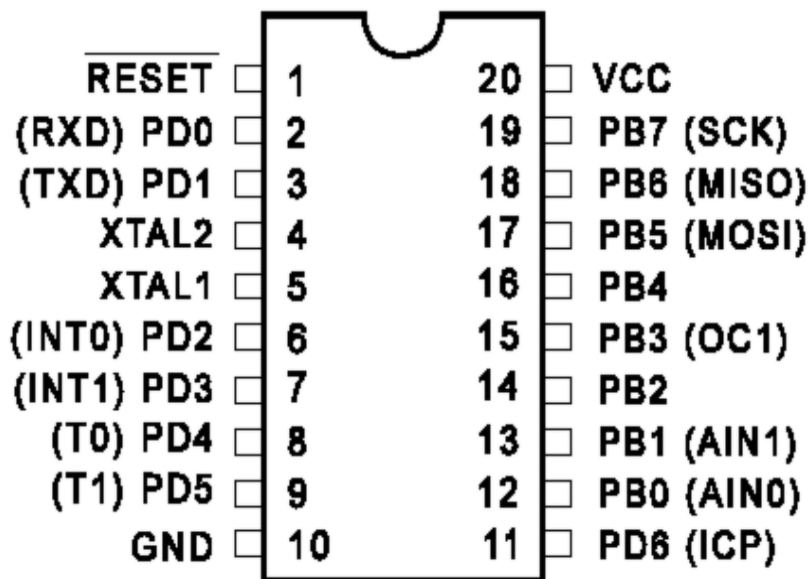 RESET 1 20 VCC
(RXD) PD0 2 19 PB7 (SCK)
(TXD) PD1 3 18 PB6 (MISO)
XTAL2 4 17 PB5 (MOSI)
XTAL1 5 16 PB4
(INT0) PD2 6 15 PB3 (OC1)
(INT1) PD3 7 14 PB2
(T0) PD4 8 13 PB1 (AIN1)
(T1) PD5 9 12 PB0 (AIN0)
GND 10 11 PD6 (ICP)